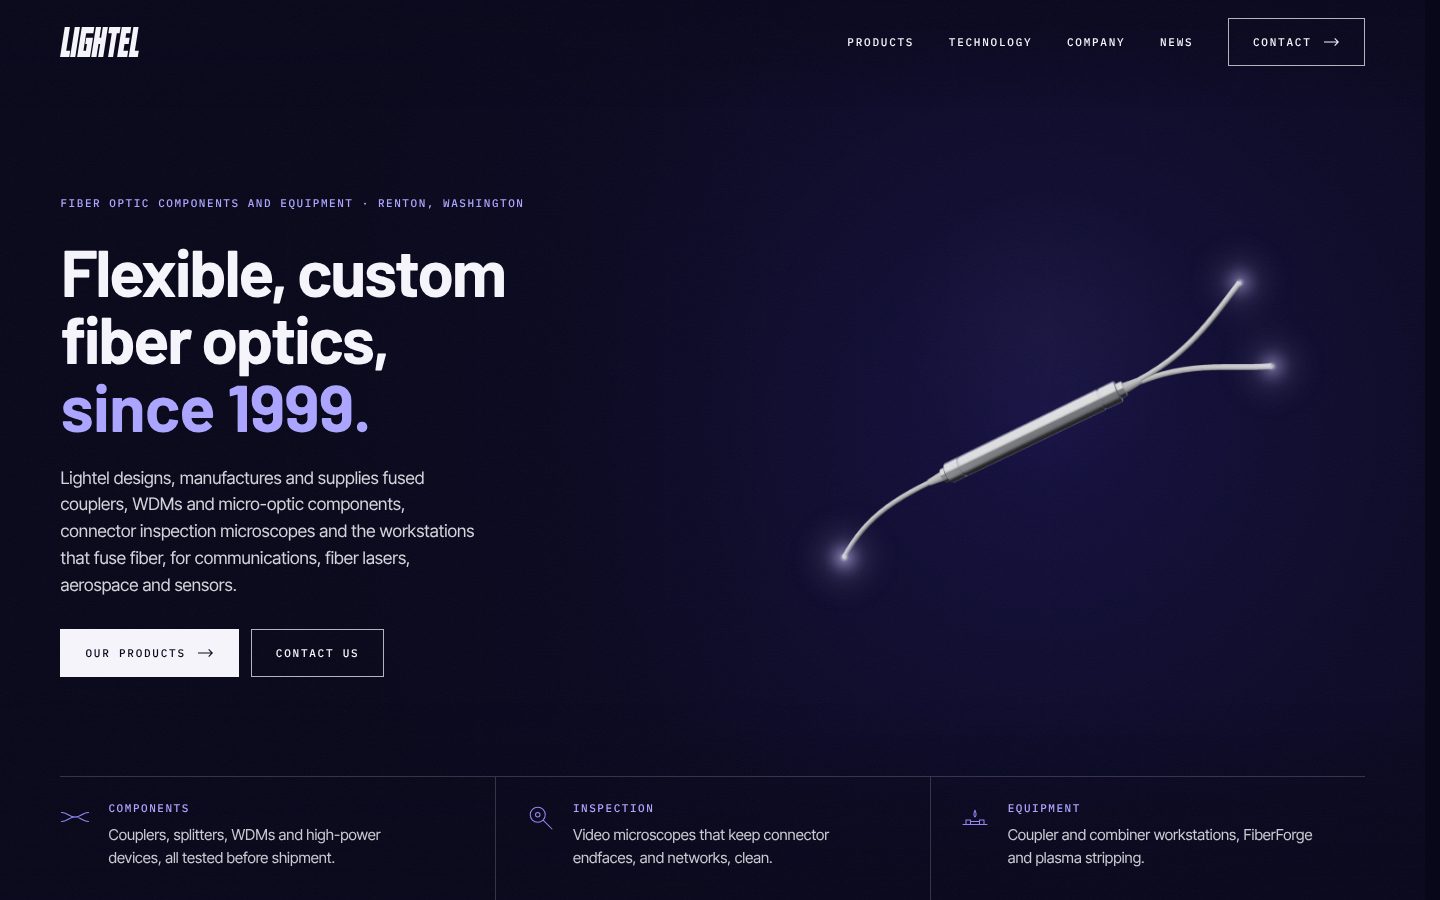 LIGHTEL
PRODUCTS TECHNOLOGY COMPANY NEWS CONTACT
FIBER OPTIC COMPONENTS AND EQUIPMENT · RENTON, WASHINGTON
Flexible, custom
fiber optics,
since 1999.
Lightel designs, manufactures and supplies fused
couplers, WDMs and micro-optic components,
connector inspection microscopes and the workstations
that fuse fiber, for communications, fiber lasers,
aerospace and sensors.
OUR PRODUCTS CONTACT US
COMPONENTS
Couplers, splitters, WDMs and high-power
devices, all tested before shipment.
INSPECTION
Video microscopes that keep connector
endfaces, and networks, clean.
EQUIPMENT
Coupler and combiner workstations, FiberForge
and plasma stripping.